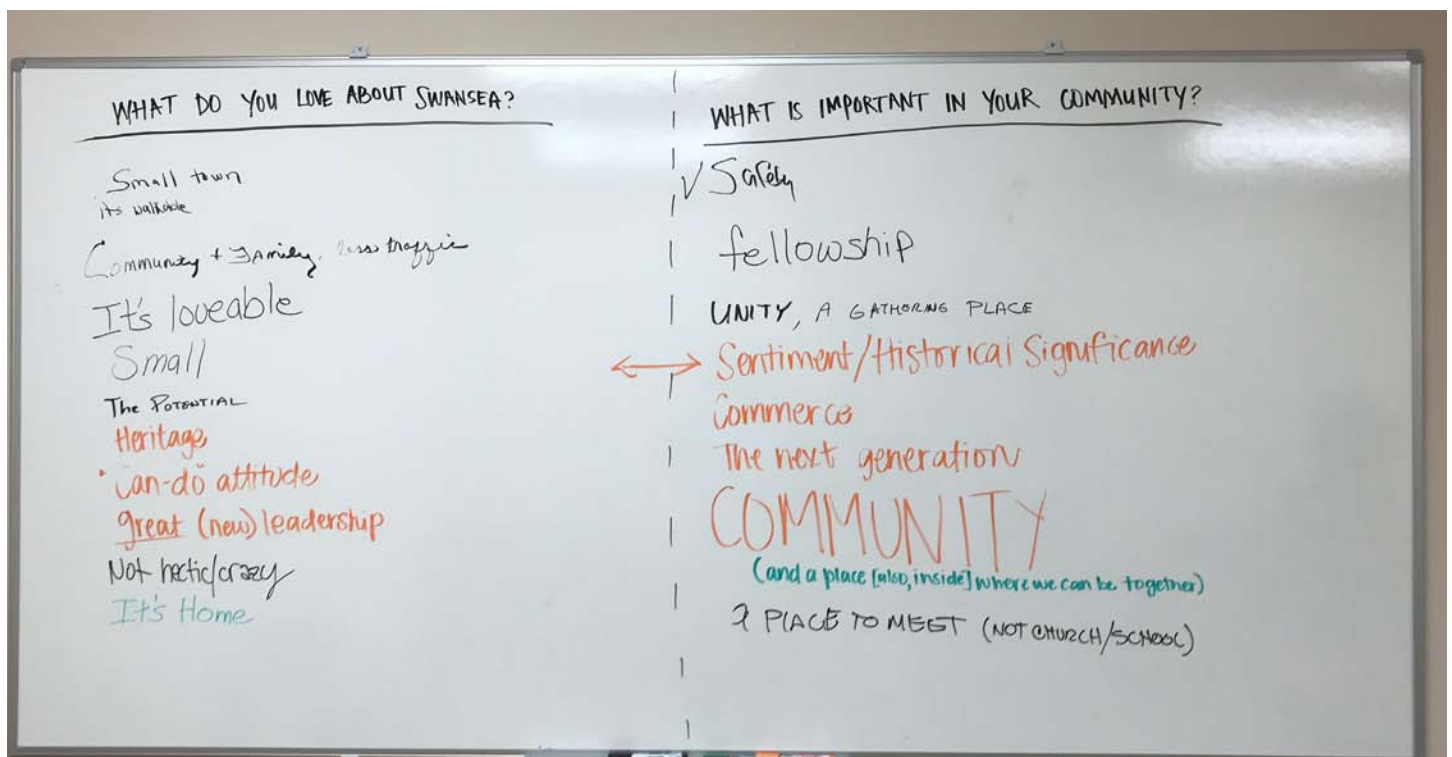 WHAT DO YOU LOVE ABOUT SWANSEA?
Small town
its walkable
Community + Family, less traffic
It's loveable
Small
The POTENTIAL
Heritage
can-do attitude
great (new) leadership
Not hectic/crazy
It's Home
WHAT IS IMPORTANT IN YOUR COMMUNITY?
✓ Safety
fellowship
UNITY, A GATHERING PLACE
Sentiment/Historical Significance
Commerce
The next generation
COMMUNITY
(and a place [also, inside] where we can be together)
A PLACE TO MEET (NOT CHURCH/SCHOOL)